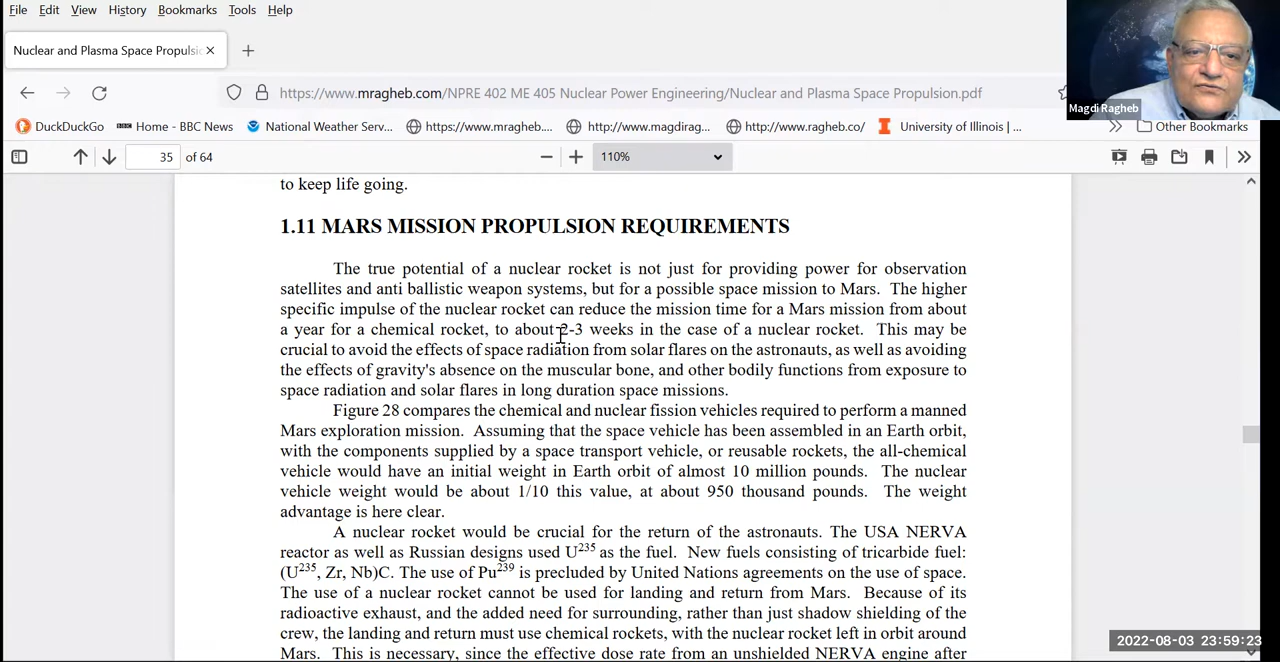 File Edit View History Bookmarks Tools Help
Nuclear and Plasma Space Propulsi
https://www.mragheb.com/NPRE 402 ME 405 Nuclear Power Engineering/Nuclear and Plasma Space Propulsion.pdf
Magdi Ragheb
DuckDuckGo Home - BBC News National Weather Serv... https://www.mragheb.... http://www.magdirag... http://www.ragheb.co/ University of Illinois |... Other Bookmarks
35 of 64 110%
to keep life going.
1.11 MARS MISSION PROPULSION REQUIREMENTS
The true potential of a nuclear rocket is not just for providing power for observation
satellites and anti ballistic weapon systems, but for a possible space mission to Mars. The higher
specific impulse of the nuclear rocket can reduce the mission time for a Mars mission from about
a year for a chemical rocket, to about 2-3 weeks in the case of a nuclear rocket. This may be
crucial to avoid the effects of space radiation from solar flares on the astronauts, as well as avoiding
the effects of gravity's absence on the muscular bone, and other bodily functions from exposure to
space radiation and solar flares in long duration space missions.
Figure 28 compares the chemical and nuclear fission vehicles required to perform a manned
Mars exploration mission. Assuming that the space vehicle has been assembled in an Earth orbit,
with the components supplied by a space transport vehicle, or reusable rockets, the all-chemical
vehicle would have an initial weight in Earth orbit of almost 10 million pounds. The nuclear
vehicle weight would be about 1/10 this value, at about 950 thousand pounds. The weight
advantage is here clear.
A nuclear rocket would be crucial for the return of the astronauts. The USA NERVA
reactor as well as Russian designs used U²³⁵ as the fuel. New fuels consisting of tricarbide fuel:
(U²³⁵, Zr, Nb)C. The use of Pu²³⁹ is precluded by United Nations agreements on the use of space.
The use of a nuclear rocket cannot be used for landing and return from Mars. Because of its
radioactive exhaust, and the added need for surrounding, rather than just shadow shielding of the
crew, the landing and return must use chemical rockets, with the nuclear rocket left in orbit around
Mars. This is necessary, since the effective dose rate from an unshielded NERVA engine after
2022-08-03 23:59:23